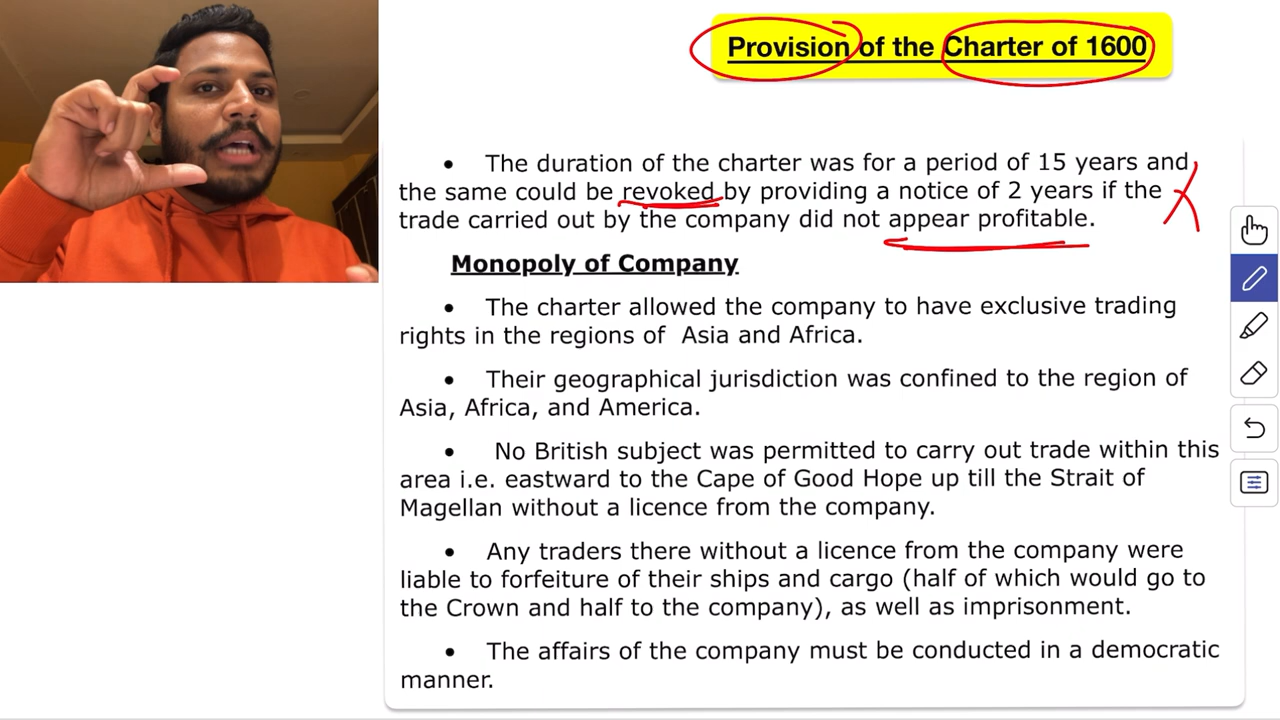 Provision of the Charter of 1600
• The duration of the charter was for a period of 15 years and
the same could be revoked by providing a notice of 2 years if the
trade carried out by the company did not appear profitable.
Monopoly of Company
• The charter allowed the company to have exclusive trading
rights in the regions of Asia and Africa.
• Their geographical jurisdiction was confined to the region of
Asia, Africa, and America.
• No British subject was permitted to carry out trade within this
area i.e. eastward to the Cape of Good Hope up till the Strait of
Magellan without a licence from the company.
• Any traders there without a licence from the company were
liable to forfeiture of their ships and cargo (half of which would go to
the Crown and half to the company), as well as imprisonment.
• The affairs of the company must be conducted in a democratic
manner.